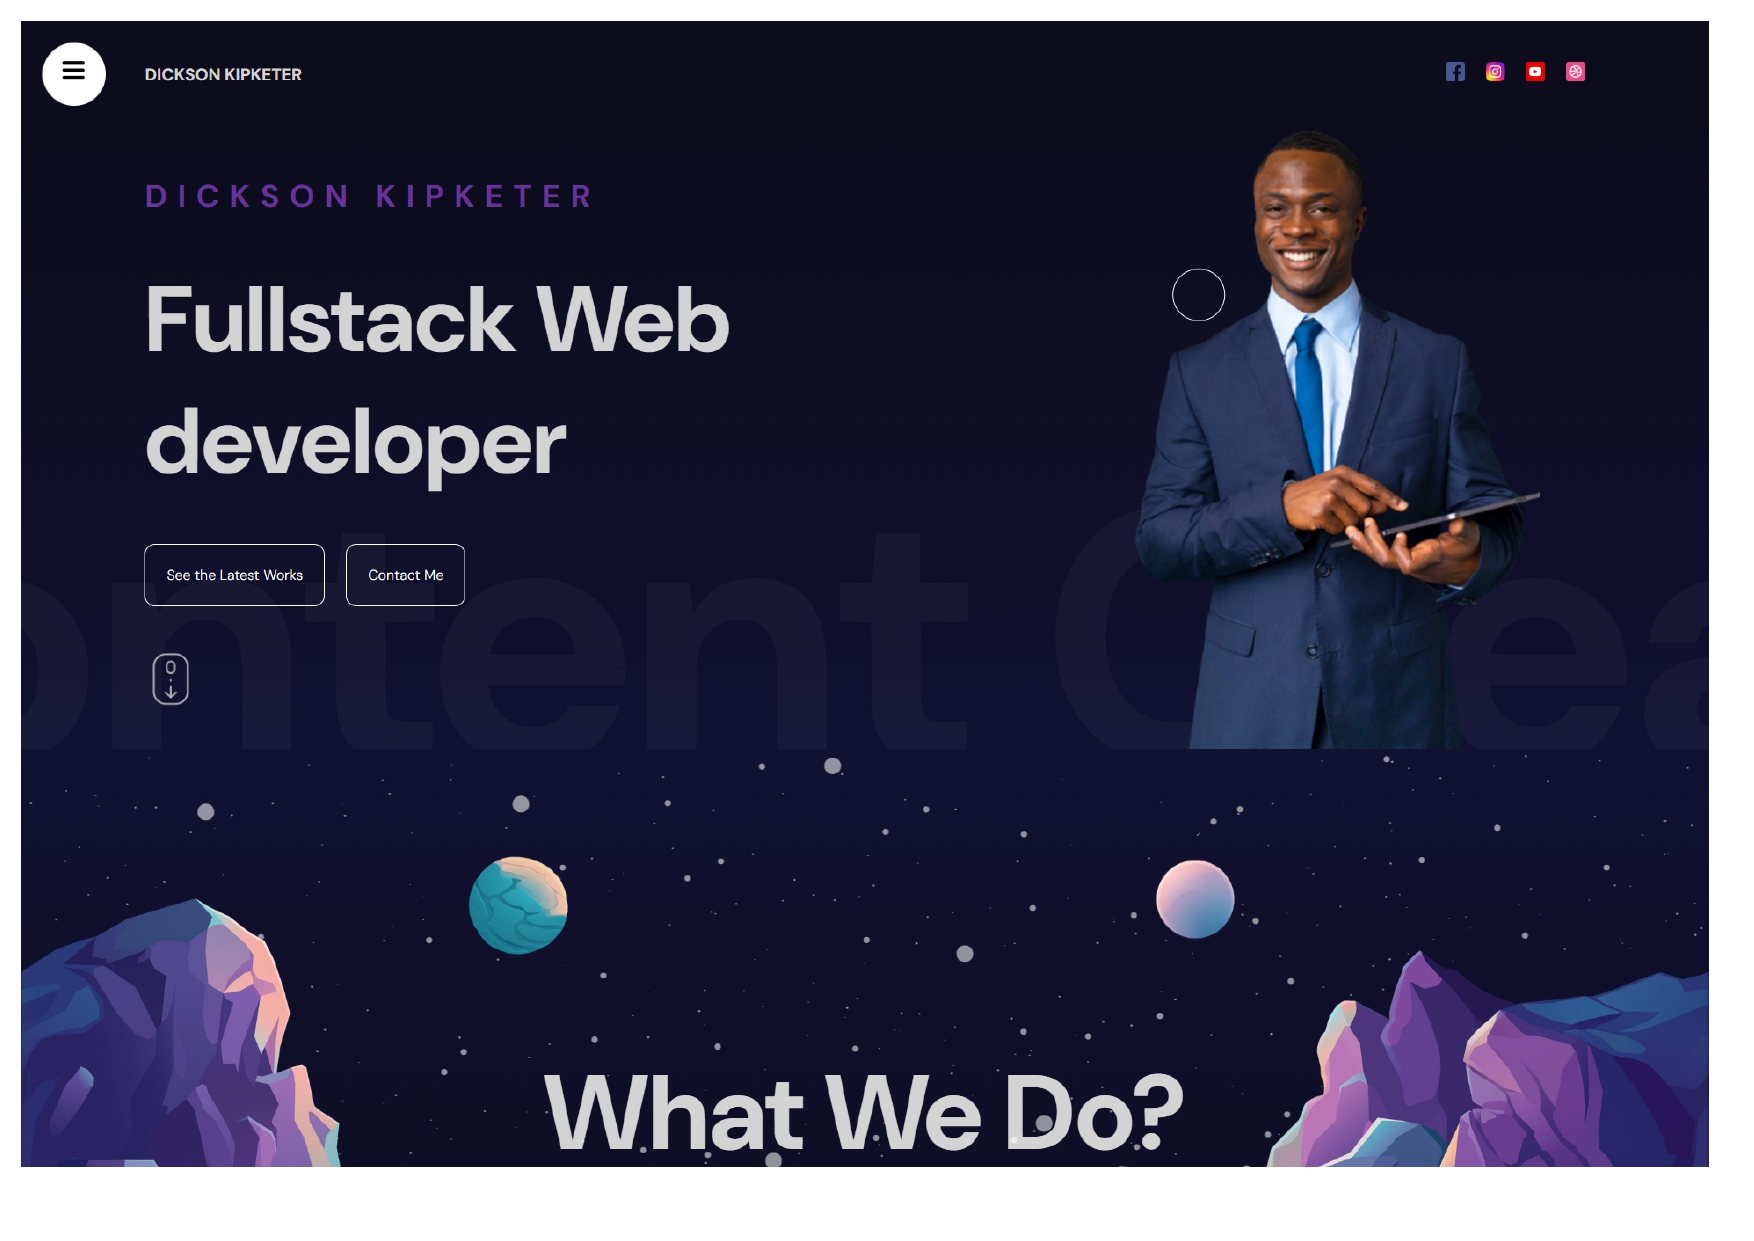 DICKSON KIPKETER
DICKSON KIPKETER
Fullstack Web
developer
See the Latest Works
Contact Me
ontent Crea
What We Do?